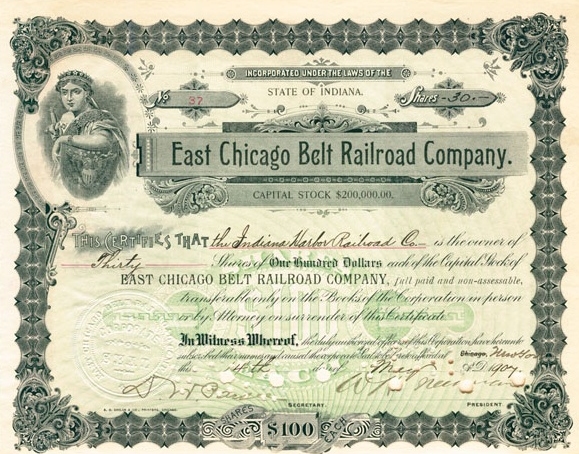 INCORPORATED UNDER THE LAWS OF THE
STATE OF INDIANA.
No 37
Shares -30.-
East Chicago Belt Railroad Company.
CAPITAL STOCK $200,000.00.
THIS CERTIFIES THAT the Indiana Harbor Railroad Co. is the owner of
Thirty Shares of One Hundred Dollars each of the Capital Stock of
EAST CHICAGO BELT RAILROAD COMPANY, full paid and non-assessable,
transferable only on the Books of the Corporation in person
or by Attorney on surrender of this Certificate.
In Witness Whereof, the duly authorized officers of this Corporation have hereunto
subscribed their names and caused the corporate Seal to be hereto affixed at Chicago,
this day of May A.D. 1907
SECRETARY.
PRESIDENT
SHARES
$100
EACH